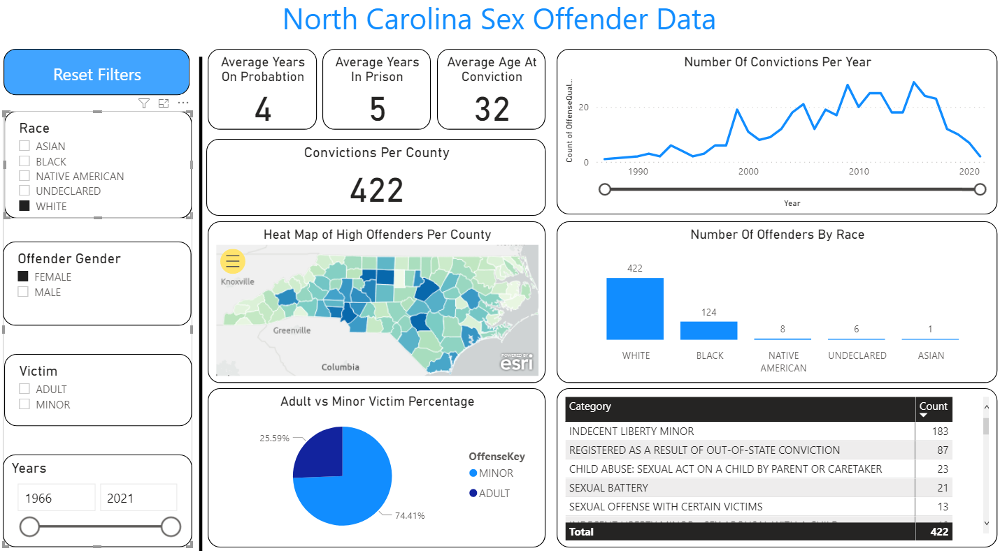 North Carolina Sex Offender Data
Reset Filters
Race
ASIAN
BLACK
NATIVE AMERICAN
UNDECLARED
WHITE
Offender Gender
FEMALE
MALE
Victim
ADULT
MINOR
Years
1966
2021
Average Years
On Probabtion
4
Average Years
In Prison
5
Average Age At
Conviction
32
Convictions Per County
422
Number Of Convictions Per Year
Count of OffenseQual...
20
0
1990
2000
2010
2020
Year
Heat Map of High Offenders Per County
Knoxville
Greenville
Columbia
POWERED BY
esri
Number Of Offenders By Race
422
124
8
6
1
WHITE
BLACK
NATIVE
AMERICAN
UNDECLARED
ASIAN
Adult vs Minor Victim Percentage
25.59%
74.41%
OffenseKey
MINOR
ADULT
Category Count
INDECENT LIBERTY MINOR 183
REGISTERED AS A RESULT OF OUT-OF-STATE CONVICTION 87
CHILD ABUSE: SEXUAL ACT ON A CHILD BY PARENT OR CARETAKER 23
SEXUAL BATTERY 21
SEXUAL OFFENSE WITH CERTAIN VICTIMS 13
Total 422